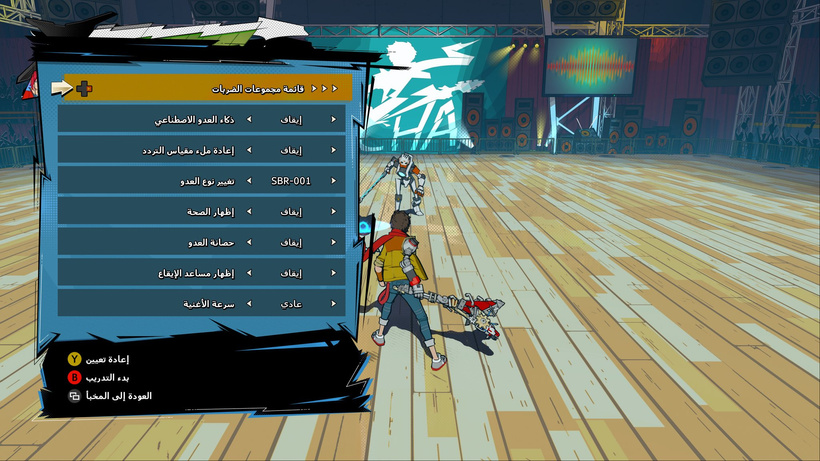 قائمة مجموعات الضربات
ذكاء العدو الاصطناعي إيقاف
إعادة ملء مقياس التردد إيقاف
تغيير نوع العدو SBR-001
إظهار الصحة إيقاف
حصانة العدو إيقاف
إظهار مساعد الإيقاع إيقاف
سرعة الأغنية عادي
Y إعادة تعيين
B بدء التدريب
العودة إلى المخبأ